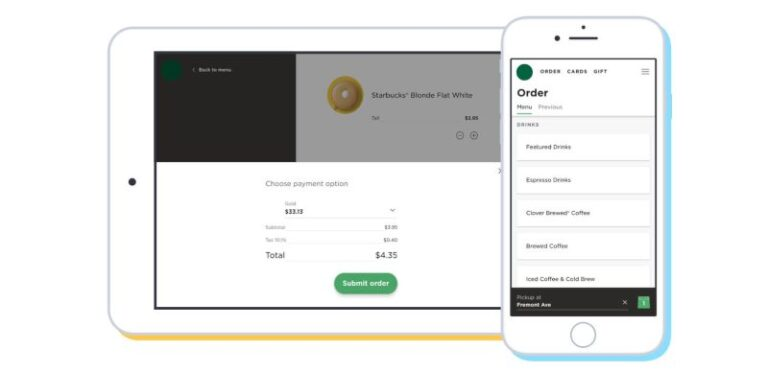 Back to menu
Starbucks® Blonde Flat White
Tall
$3.95
Choose payment option
Gold
$33.13
Subtotal
$3.95
$0.40
Total
$4.35
Submit order
ORDER CARDS GIFT
Order
Menu Previous
DRINKS
Featured Drinks
Espresso Drinks
Clover Brewed® Coffee
Brewed Coffee
Iced Coffee & Cold Brew
Pickup at
Fremont Ave
1